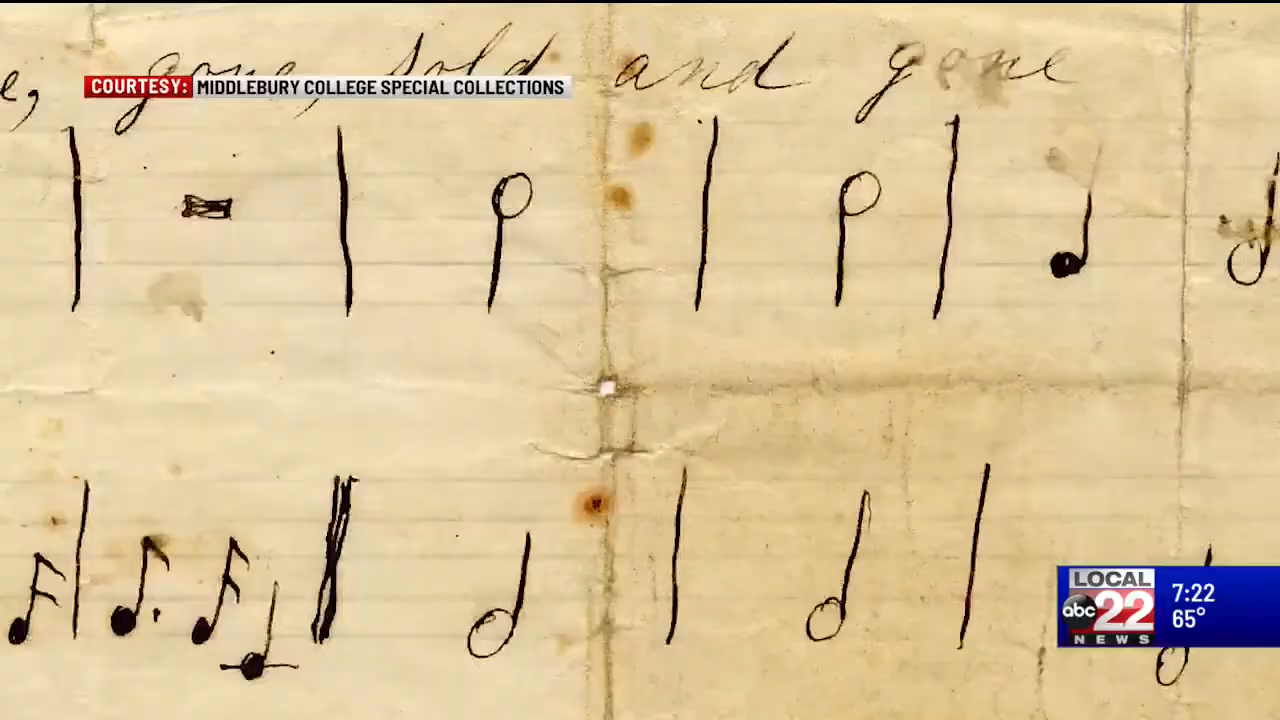 e, gone, sold and gone
COURTESY: MIDDLEBURY COLLEGE SPECIAL COLLECTIONS
LOCAL
abc 22
NEWS
7:22
65°